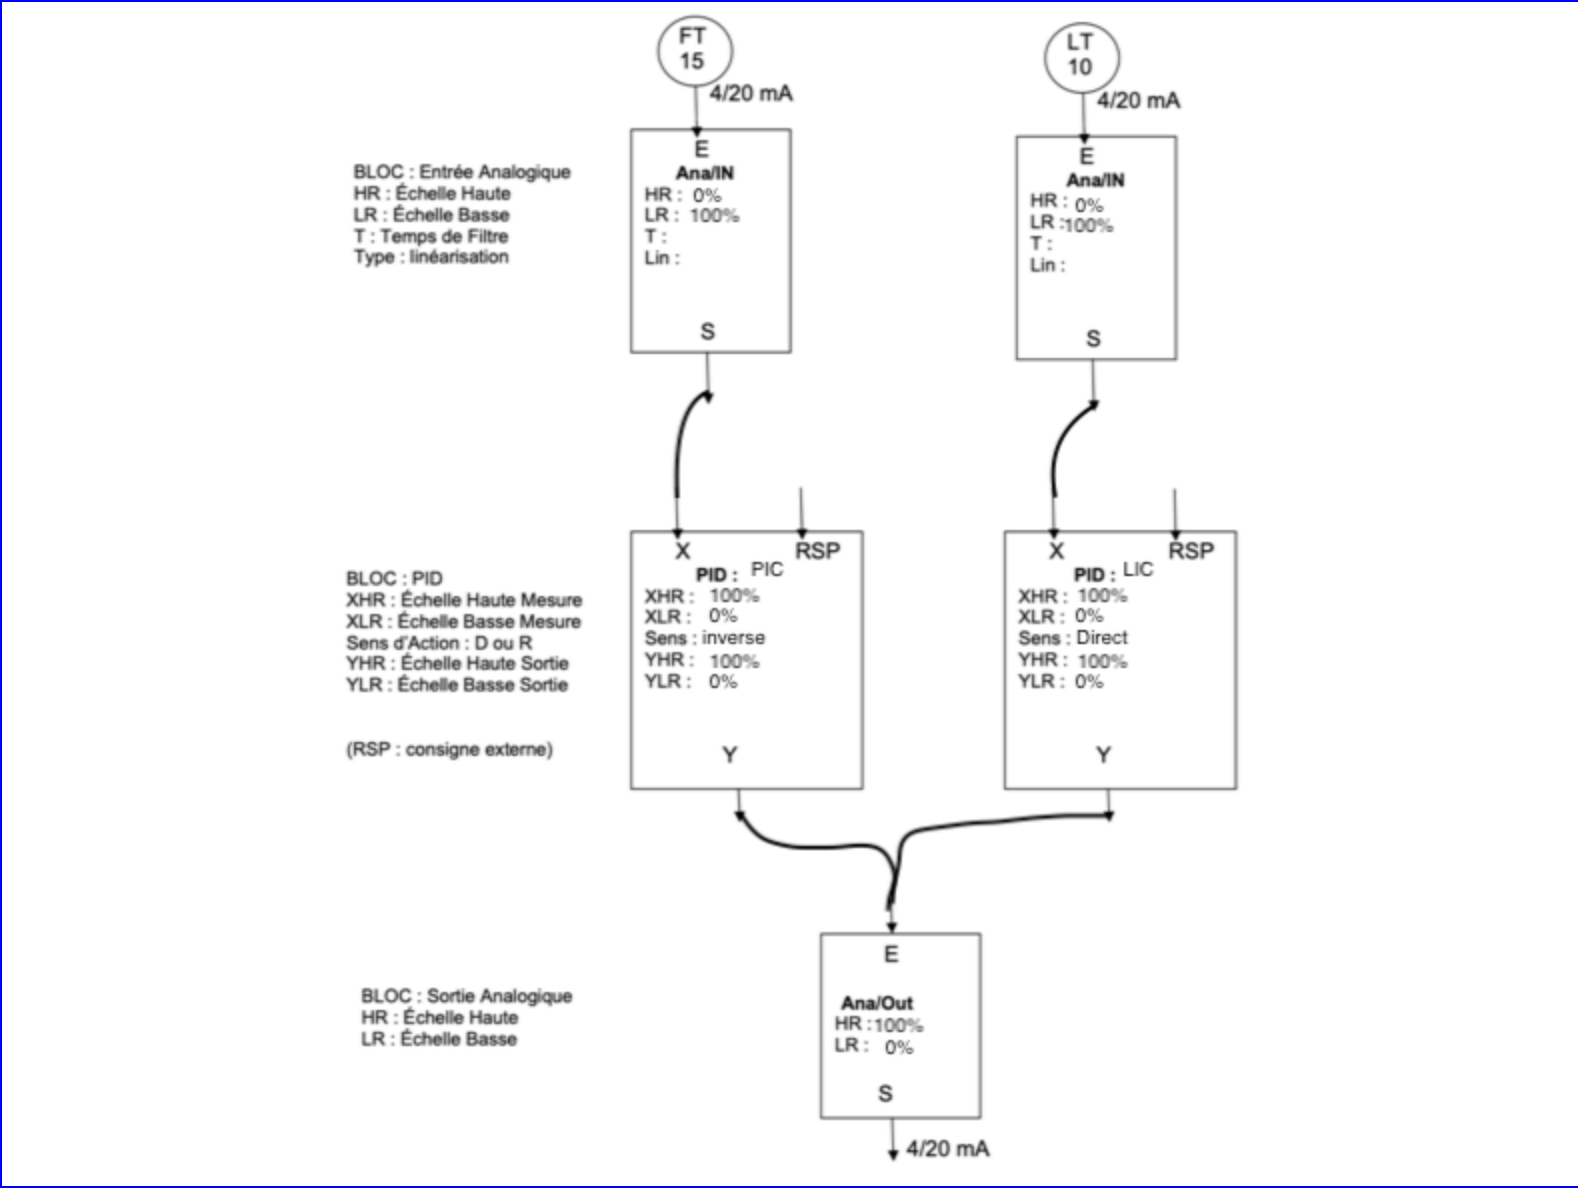 FT
15
4/20 mA
LT
10
4/20 mA
BLOC : Entrée Analogique
HR : Échelle Haute
LR : Échelle Basse
T : Temps de Filtre
Type : linéarisation
E
Ana/IN
HR : 0%
LR : 100%
T :
Lin :
S
E
Ana/IN
HR : 0%
LR :100%
T :
Lin :
S
BLOC : PID
XHR : Échelle Haute Mesure
XLR : Échelle Basse Mesure
Sens d'Action : D ou R
YHR : Échelle Haute Sortie
YLR : Échelle Basse Sortie
(RSP : consigne externe)
X RSP
PID : PIC
XHR : 100%
XLR : 0%
Sens : inverse
YHR : 100%
YLR : 0%
Y
X RSP
PID : LIC
XHR : 100%
XLR : 0%
Sens : Direct
YHR : 100%
YLR : 0%
Y
BLOC : Sortie Analogique
HR : Échelle Haute
LR : Échelle Basse
E
Ana/Out
HR :100%
LR : 0%
S
4/20 mA